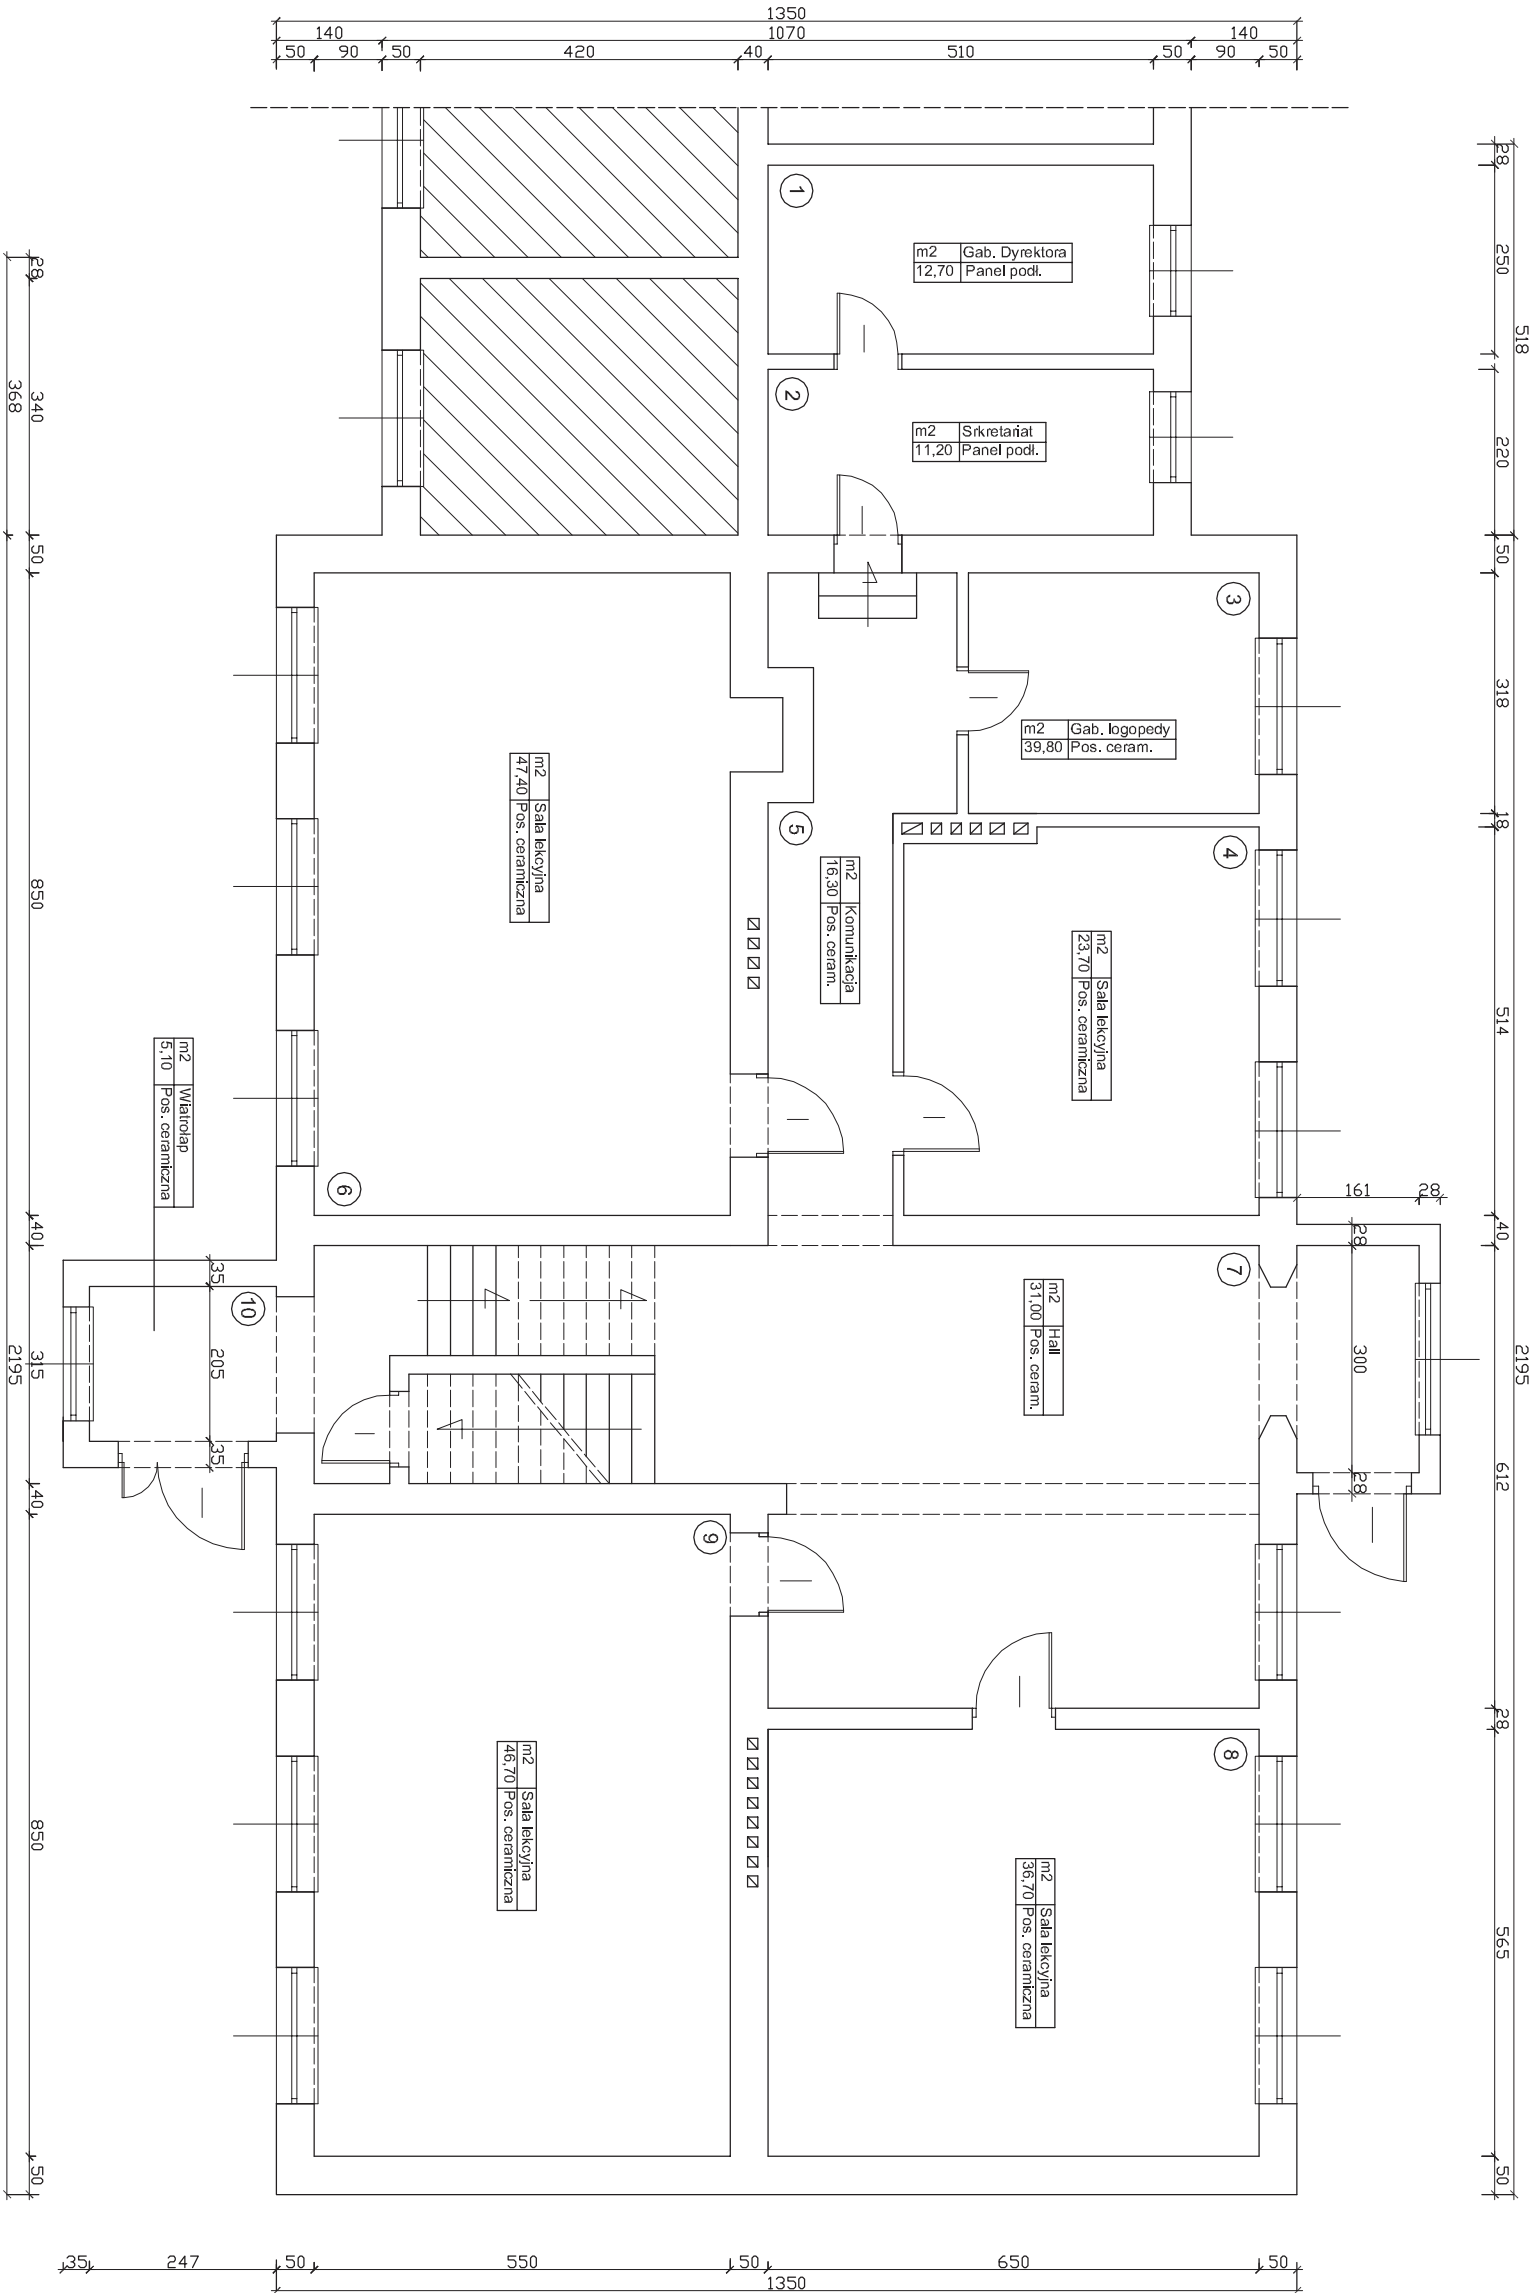 1350
140 1070 140
50 90 50 420 40 510 50 90 50
1
m2 Gab. Dyrektora
12,70 Panel podł.
2
m2 Srkretariat
11,20 Panel podł.
3
m2 Gab. logopedy
39,80 Pos. ceram.
4
m2 Sala lekcyjna
23,70 Pos. ceramiczna
5
m2 Komunikacja
16,30 Pos. ceram.
m2 Sala lekcyjna
47,40 Pos. ceramiczna
6
7
m2 Hall
31,00 Pos. ceram.
8
m2 Sala lekcyjna
36,70 Pos. ceramiczna
9
m2 Sala lekcyjna
46,70 Pos. ceramiczna
10
m2 Wiatrołap
5,10 Pos. ceramiczna
161 28
28 300 28
35 205 35
28 250 220 50 318 18 514 40 612 28 565 50
518 2195
28 340 50 850 40 315 40 850 50
368 2195
35 247 50 550 50 650 50
1350